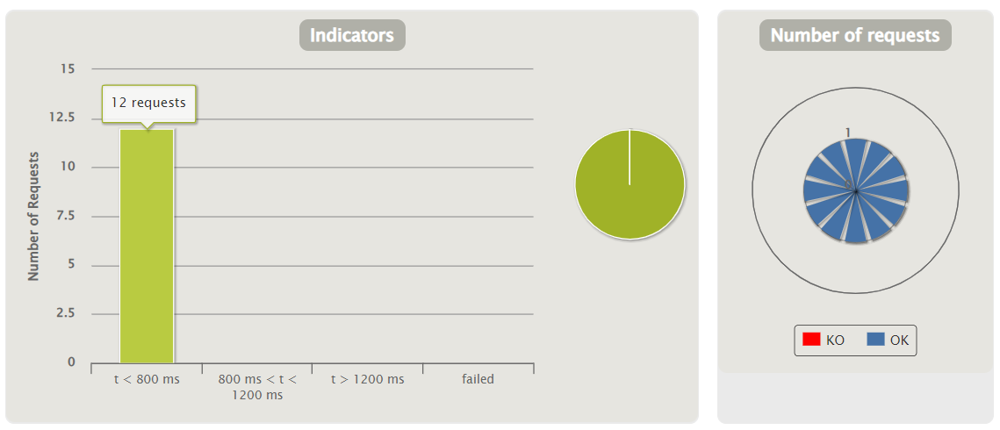 Indicators
Number of Requests
15
12.5
10
7.5
5
2.5
0
12 requests
t < 800 ms
800 ms < t <
1200 ms
t > 1200 ms
failed
Number of requests
1
KO
OK